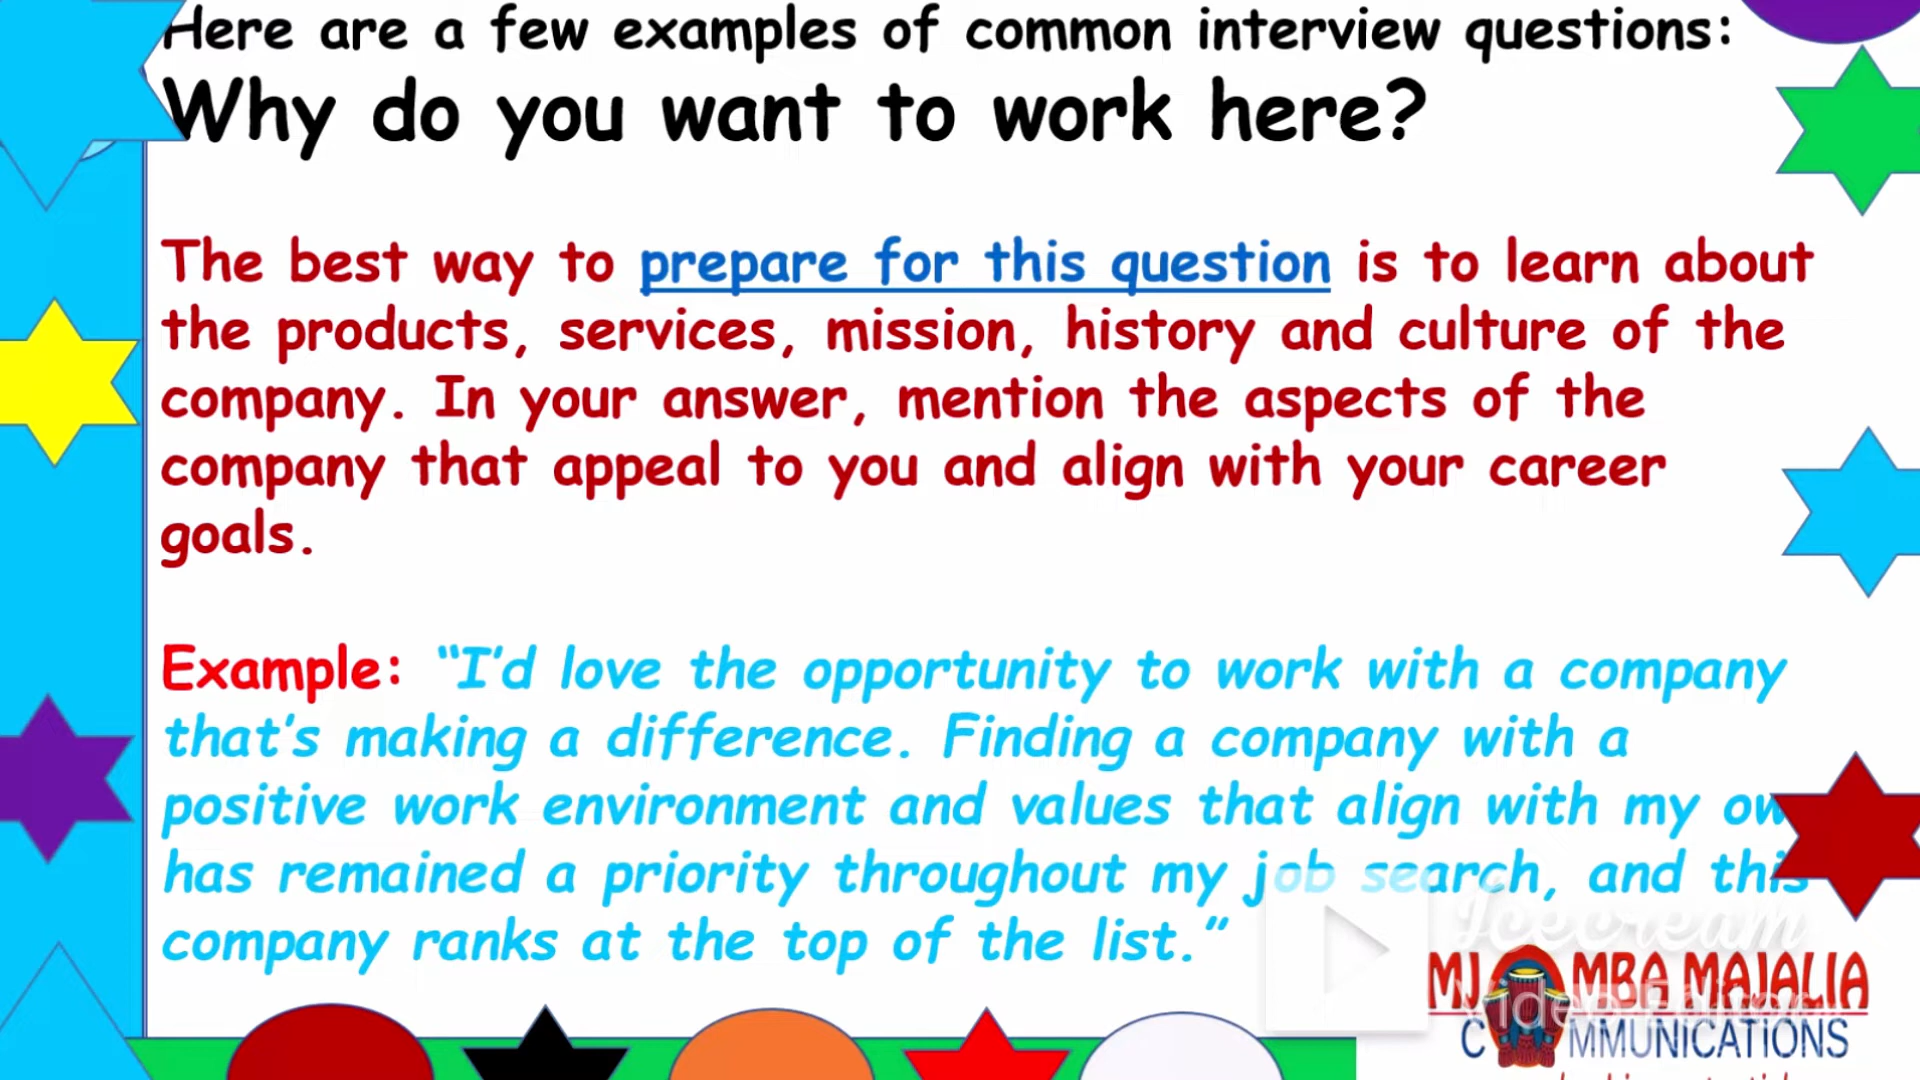 Here are a few examples of common interview questions:
Why do you want to work here?
The best way to prepare for this question is to learn about
the products, services, mission, history and culture of the
company. In your answer, mention the aspects of the
company that appeal to you and align with your career
goals.
Example: “I’d love the opportunity to work with a company
that’s making a difference. Finding a company with a
positive work environment and values that align with my ow
has remained a priority throughout my job search, and this
company ranks at the top of the list.”
Icecream
Video Editor
MJOMBA MAJALIA
COMMUNICATIONS